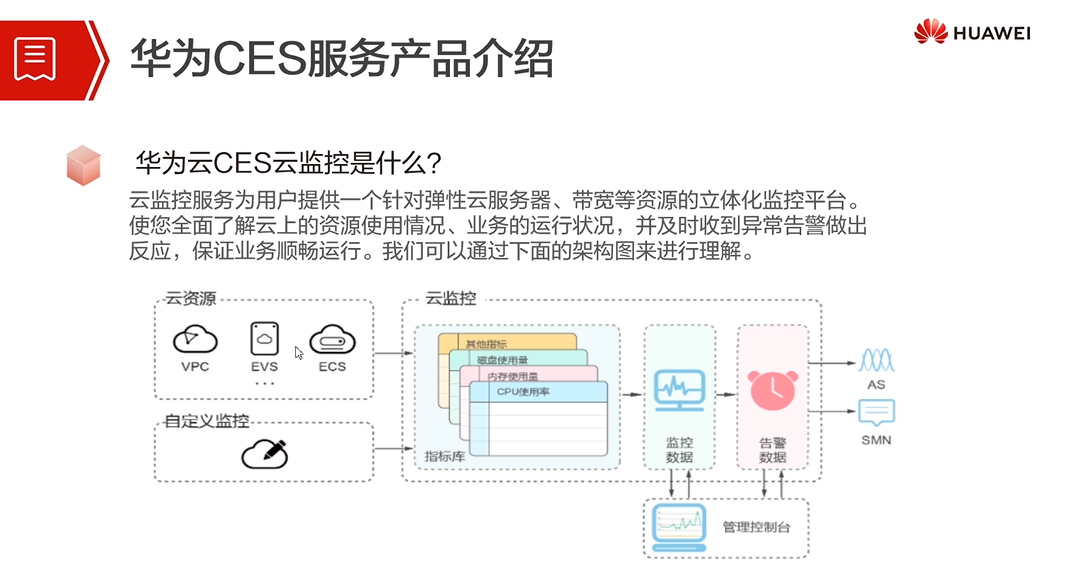 华为CES服务产品介绍
HUAWEI
华为云CES云监控是什么?
云监控服务为用户提供一个针对弹性云服务器、带宽等资源的立体化监控平台。
使您全面了解云上的资源使用情况、业务的运行状况，并及时收到异常告警做出
反应，保证业务顺畅运行。我们可以通过下面的架构图来进行理解。
云资源
VPC
EVS
ECS
...
自定义监控
云监控
其他指标
磁盘使用量
内存使用量
CPU使用率
指标库
监控
数据
告警
数据
AS
SMN
管理控制台